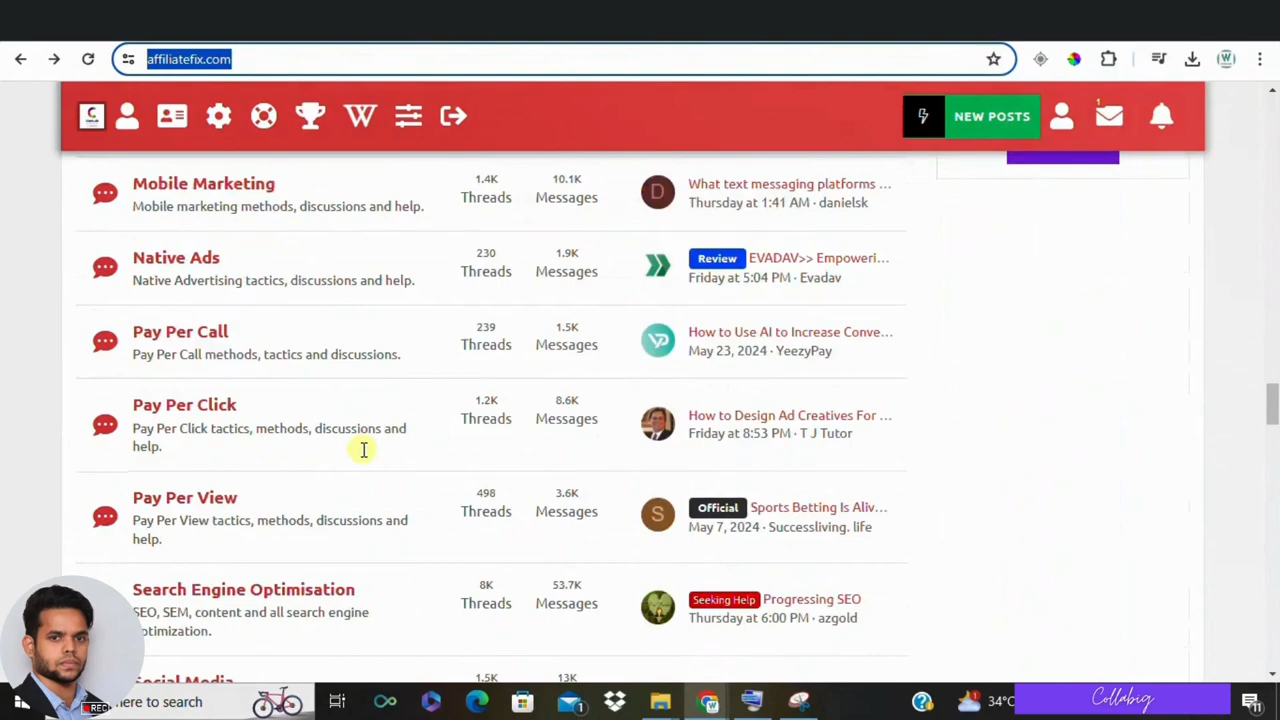 affiliatefix.com
NEW POSTS
1
Mobile Marketing
Mobile marketing methods, discussions and help.
1.4K
Threads
10.1K
Messages
D
What text messaging platforms ...
Thursday at 1:41 AM · danielsk
Native Ads
Native Advertising tactics, discussions and help.
230
Threads
1.9K
Messages
Review EVADAV>> Empoweri...
Friday at 5:04 PM · Evadav
Pay Per Call
Pay Per Call methods, tactics and discussions.
239
Threads
1.5K
Messages
How to Use AI to Increase Conve...
May 23, 2024 · YeezyPay
Pay Per Click
Pay Per Click tactics, methods, discussions and
help.
1.2K
Threads
8.6K
Messages
How to Design Ad Creatives For ...
Friday at 8:53 PM · T J Tutor
Pay Per View
Pay Per View tactics, methods, discussions and
help.
498
Threads
3.6K
Messages
S
Official Sports Betting Is Aliv...
May 7, 2024 · Successliving. life
Search Engine Optimisation
SEO, SEM, content and all search engine
optimization.
8K
Threads
53.7K
Messages
Seeking Help Progressing SEO
Thursday at 6:00 PM · azgold
Social Media
1.5K
13K
REC
here to search
1
1
34°C
Collabig
11